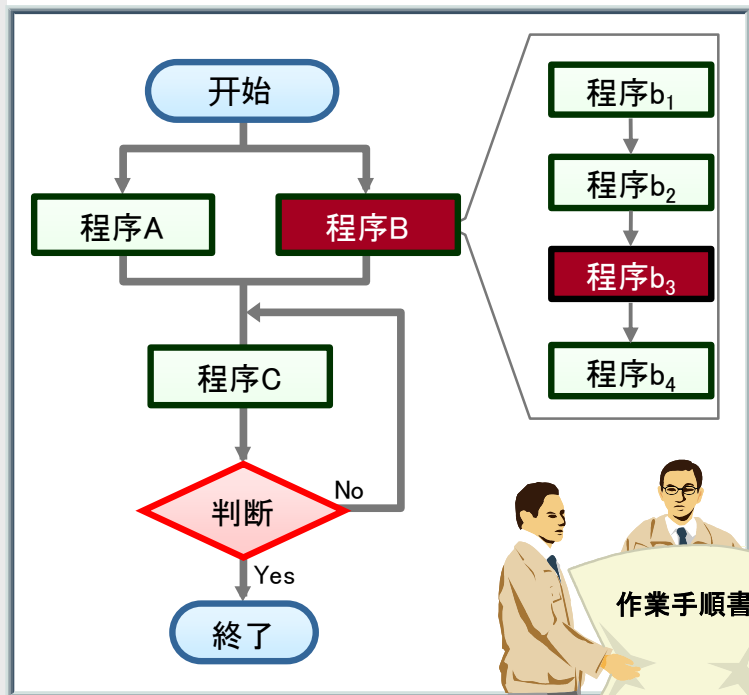 开始
程序A
程序B
程序C
判断
No
Yes
終了
程序b₁
程序b₂
程序b₃
程序b₄
作業手順書